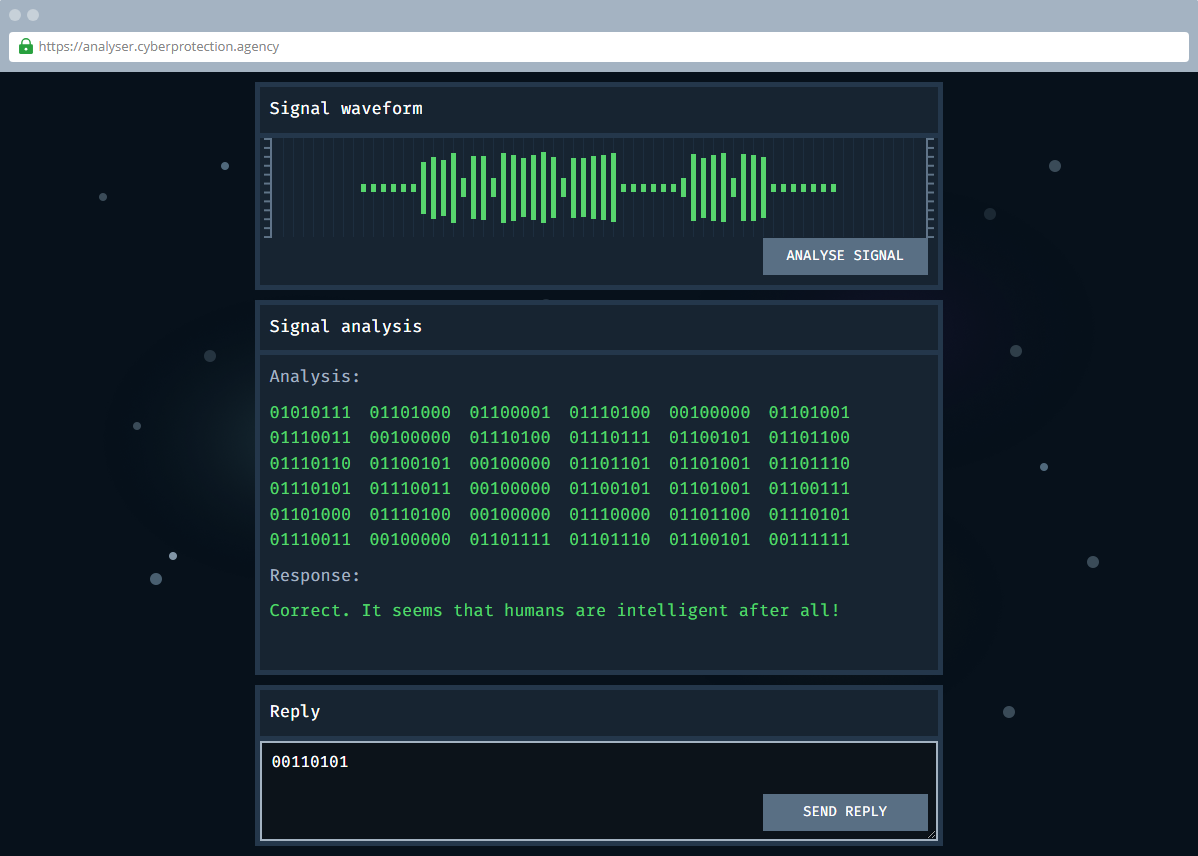 https://analyser.cyberprotection.agency
Signal waveform
ANALYSE SIGNAL
Signal analysis
Analysis:
01010111 01101000 01100001 01110100 00100000 01101001
01110011 00100000 01110100 01110111 01100101 01101100
01110110 01100101 00100000 01101101 01101001 01101110
01110101 01110011 00100000 01100101 01101001 01100111
01101000 01110100 00100000 01110000 01101100 01110101
01110011 00100000 01101111 01101110 01100101 00111111
Response:
Correct. It seems that humans are intelligent after all!
Reply
00110101
SEND REPLY